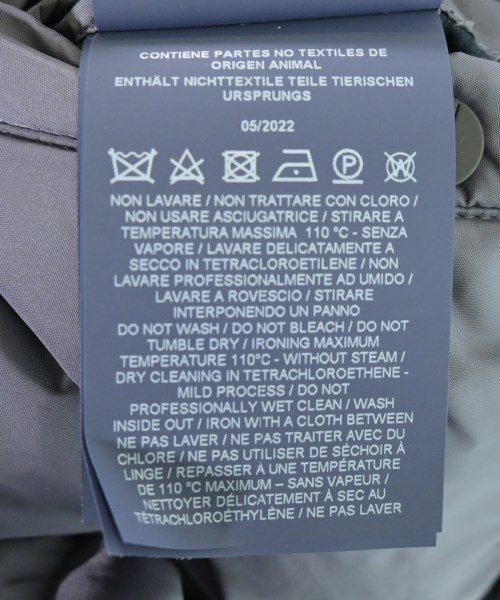 CONTIENE PARTES NO TEXTILES DE
ORIGEN ANIMAL
ENTHÄLT NICHTTEXTILE TEILE TIERISCHEN
URSPRUNGS
05/2022
P W
NON LAVARE / NON TRATTARE CON CLORO /
NON USARE ASCIUGATRICE / STIRARE A
TEMPERATURA MASSIMA 110 °C - SENZA
VAPORE / LAVARE DELICATAMENTE A
SECCO IN TETRACLOROETILENE / NON
LAVARE PROFESSIONALMENTE AD UMIDO /
LAVARE A ROVESCIO / STIRARE
INTERPONENDO UN PANNO
DO NOT WASH / DO NOT BLEACH / DO NOT
TUMBLE DRY / IRONING MAXIMUM
TEMPERATURE 110°C - WITHOUT STEAM /
DRY CLEANING IN TETRACHLOROETHENE -
MILD PROCESS / DO NOT
PROFESSIONALLY WET CLEAN / WASH
INSIDE OUT / IRON WITH A CLOTH BETWEEN
NE PAS LAVER / NE PAS TRAITER AVEC DU
CHLORE / NE PAS UTILISER DE SÉCHOIR À
LINGE / REPASSER À UNE TEMPÉRATURE
DE 110 °C MAXIMUM – SANS VAPEUR /
NETTOYER DÉLICATEMENT À SEC AU
TÉTRACHLOROÉTHYLÈNE / NE PAS LAVER